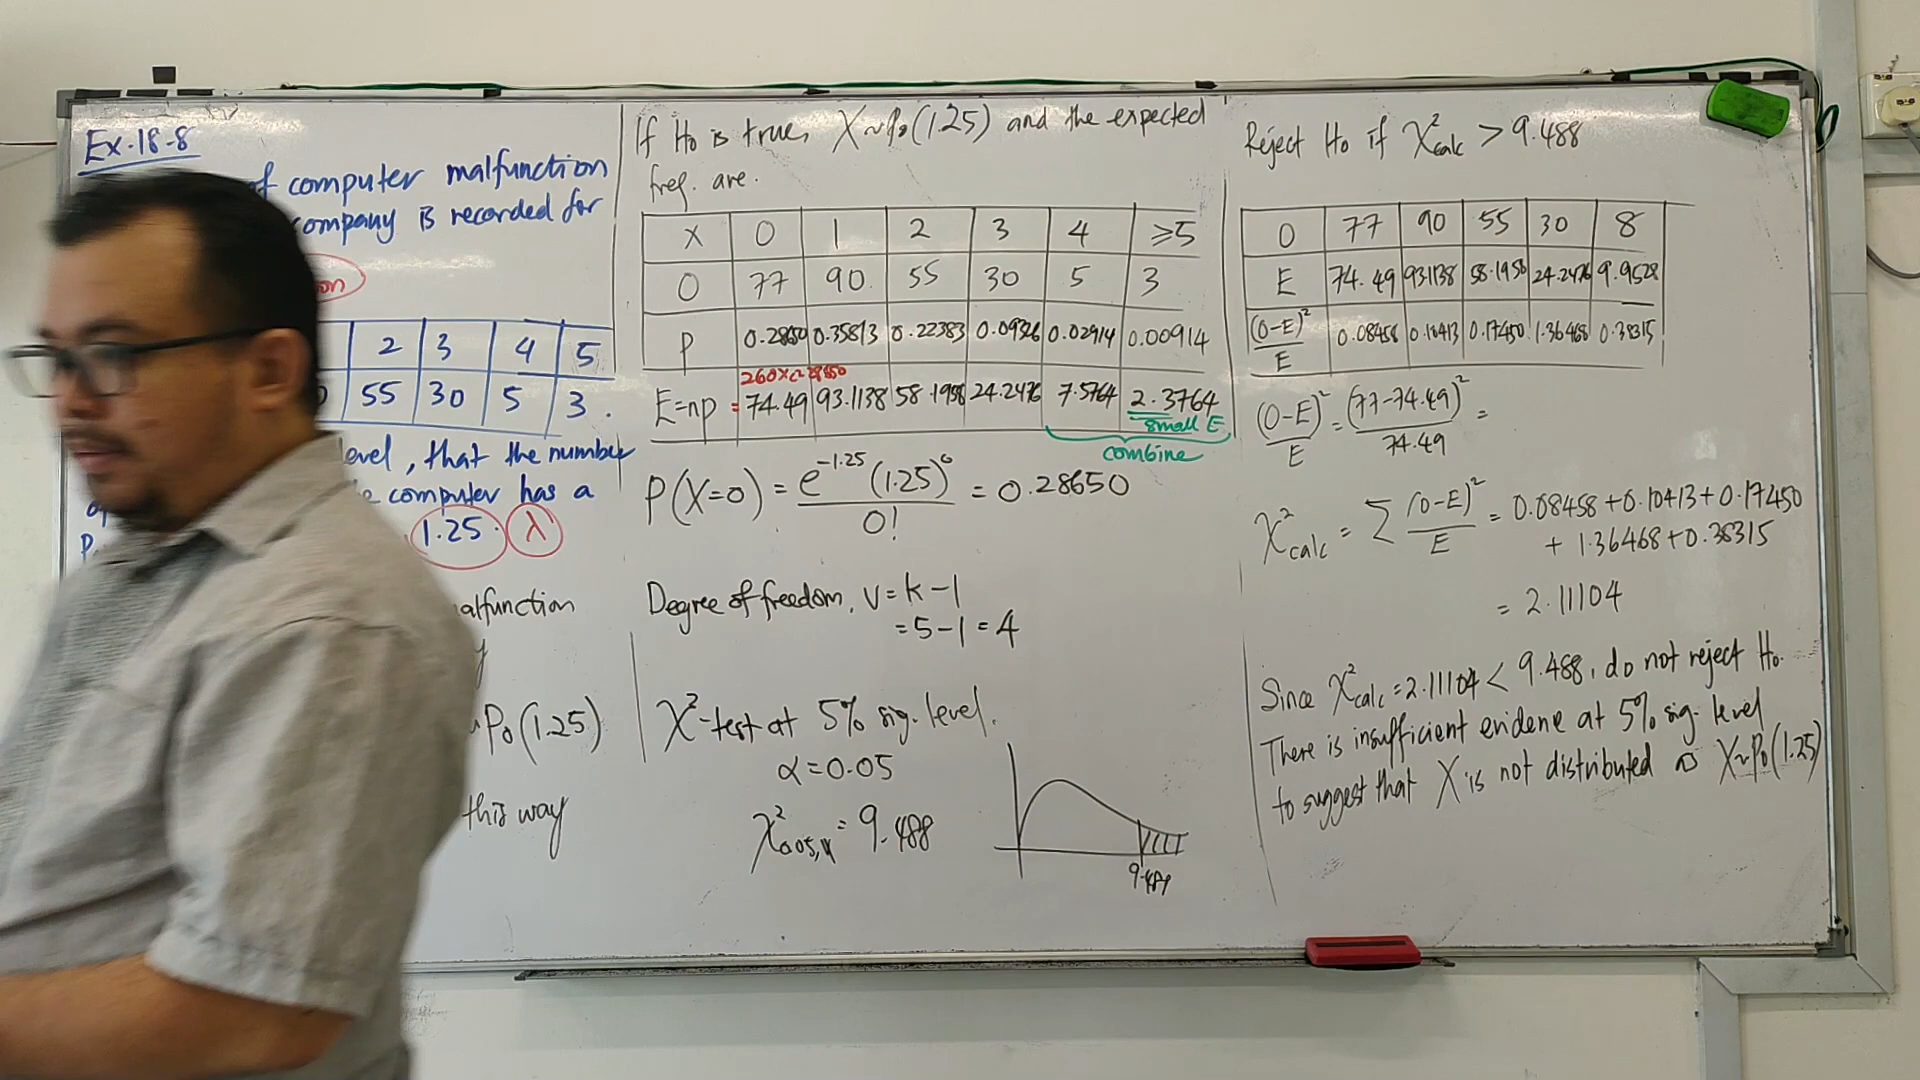 Ex.18-8
of computer malfunction
company is recorded for
on
2 3 4 5
55 30 5 3.
level, that the number
computer has a
1.25. λ
alfunction
y
~Po(1.25)
this way
If Ho is true, X~Po(1.25) and the expected
freq. are.
X 0 1 2 3 4 ≥5
O 77 90. 55 30 5 3
P 0.28650 0.35813 0.22383 0.09326 0.02914 0.00914
260×0.28650
E=np = 74.49 93.1138 58.1958 24.2476 7.5764 2.3764
small E
combine
P(X=0) = e^{-1.25} (1.25)^0 / 0! = 0.28650
Degree of freedom, v = k-1
= 5-1 = 4
χ²-test at 5% sig. level.
α = 0.05
χ²0.05,4 = 9.488
9.488
Reject Ho if χ²calc > 9.488
O 77 90 55 30 8
E 74.49 93.1138 58.1958 24.2476 9.9528
(O-E)²/E 0.08458 0.10413 0.17450 1.36468 0.38315
(O-E)²/E = (77-74.49)²/74.49 =
χ²calc = Σ (O-E)²/E = 0.08458+0.10413+0.17450
+ 1.36468+0.38315
= 2.11104
Since χ²calc = 2.11104 < 9.488, do not reject Ho.
There is insufficient evidene at 5% sig. level
to suggest that X is not distributed as X~Po(1.25)